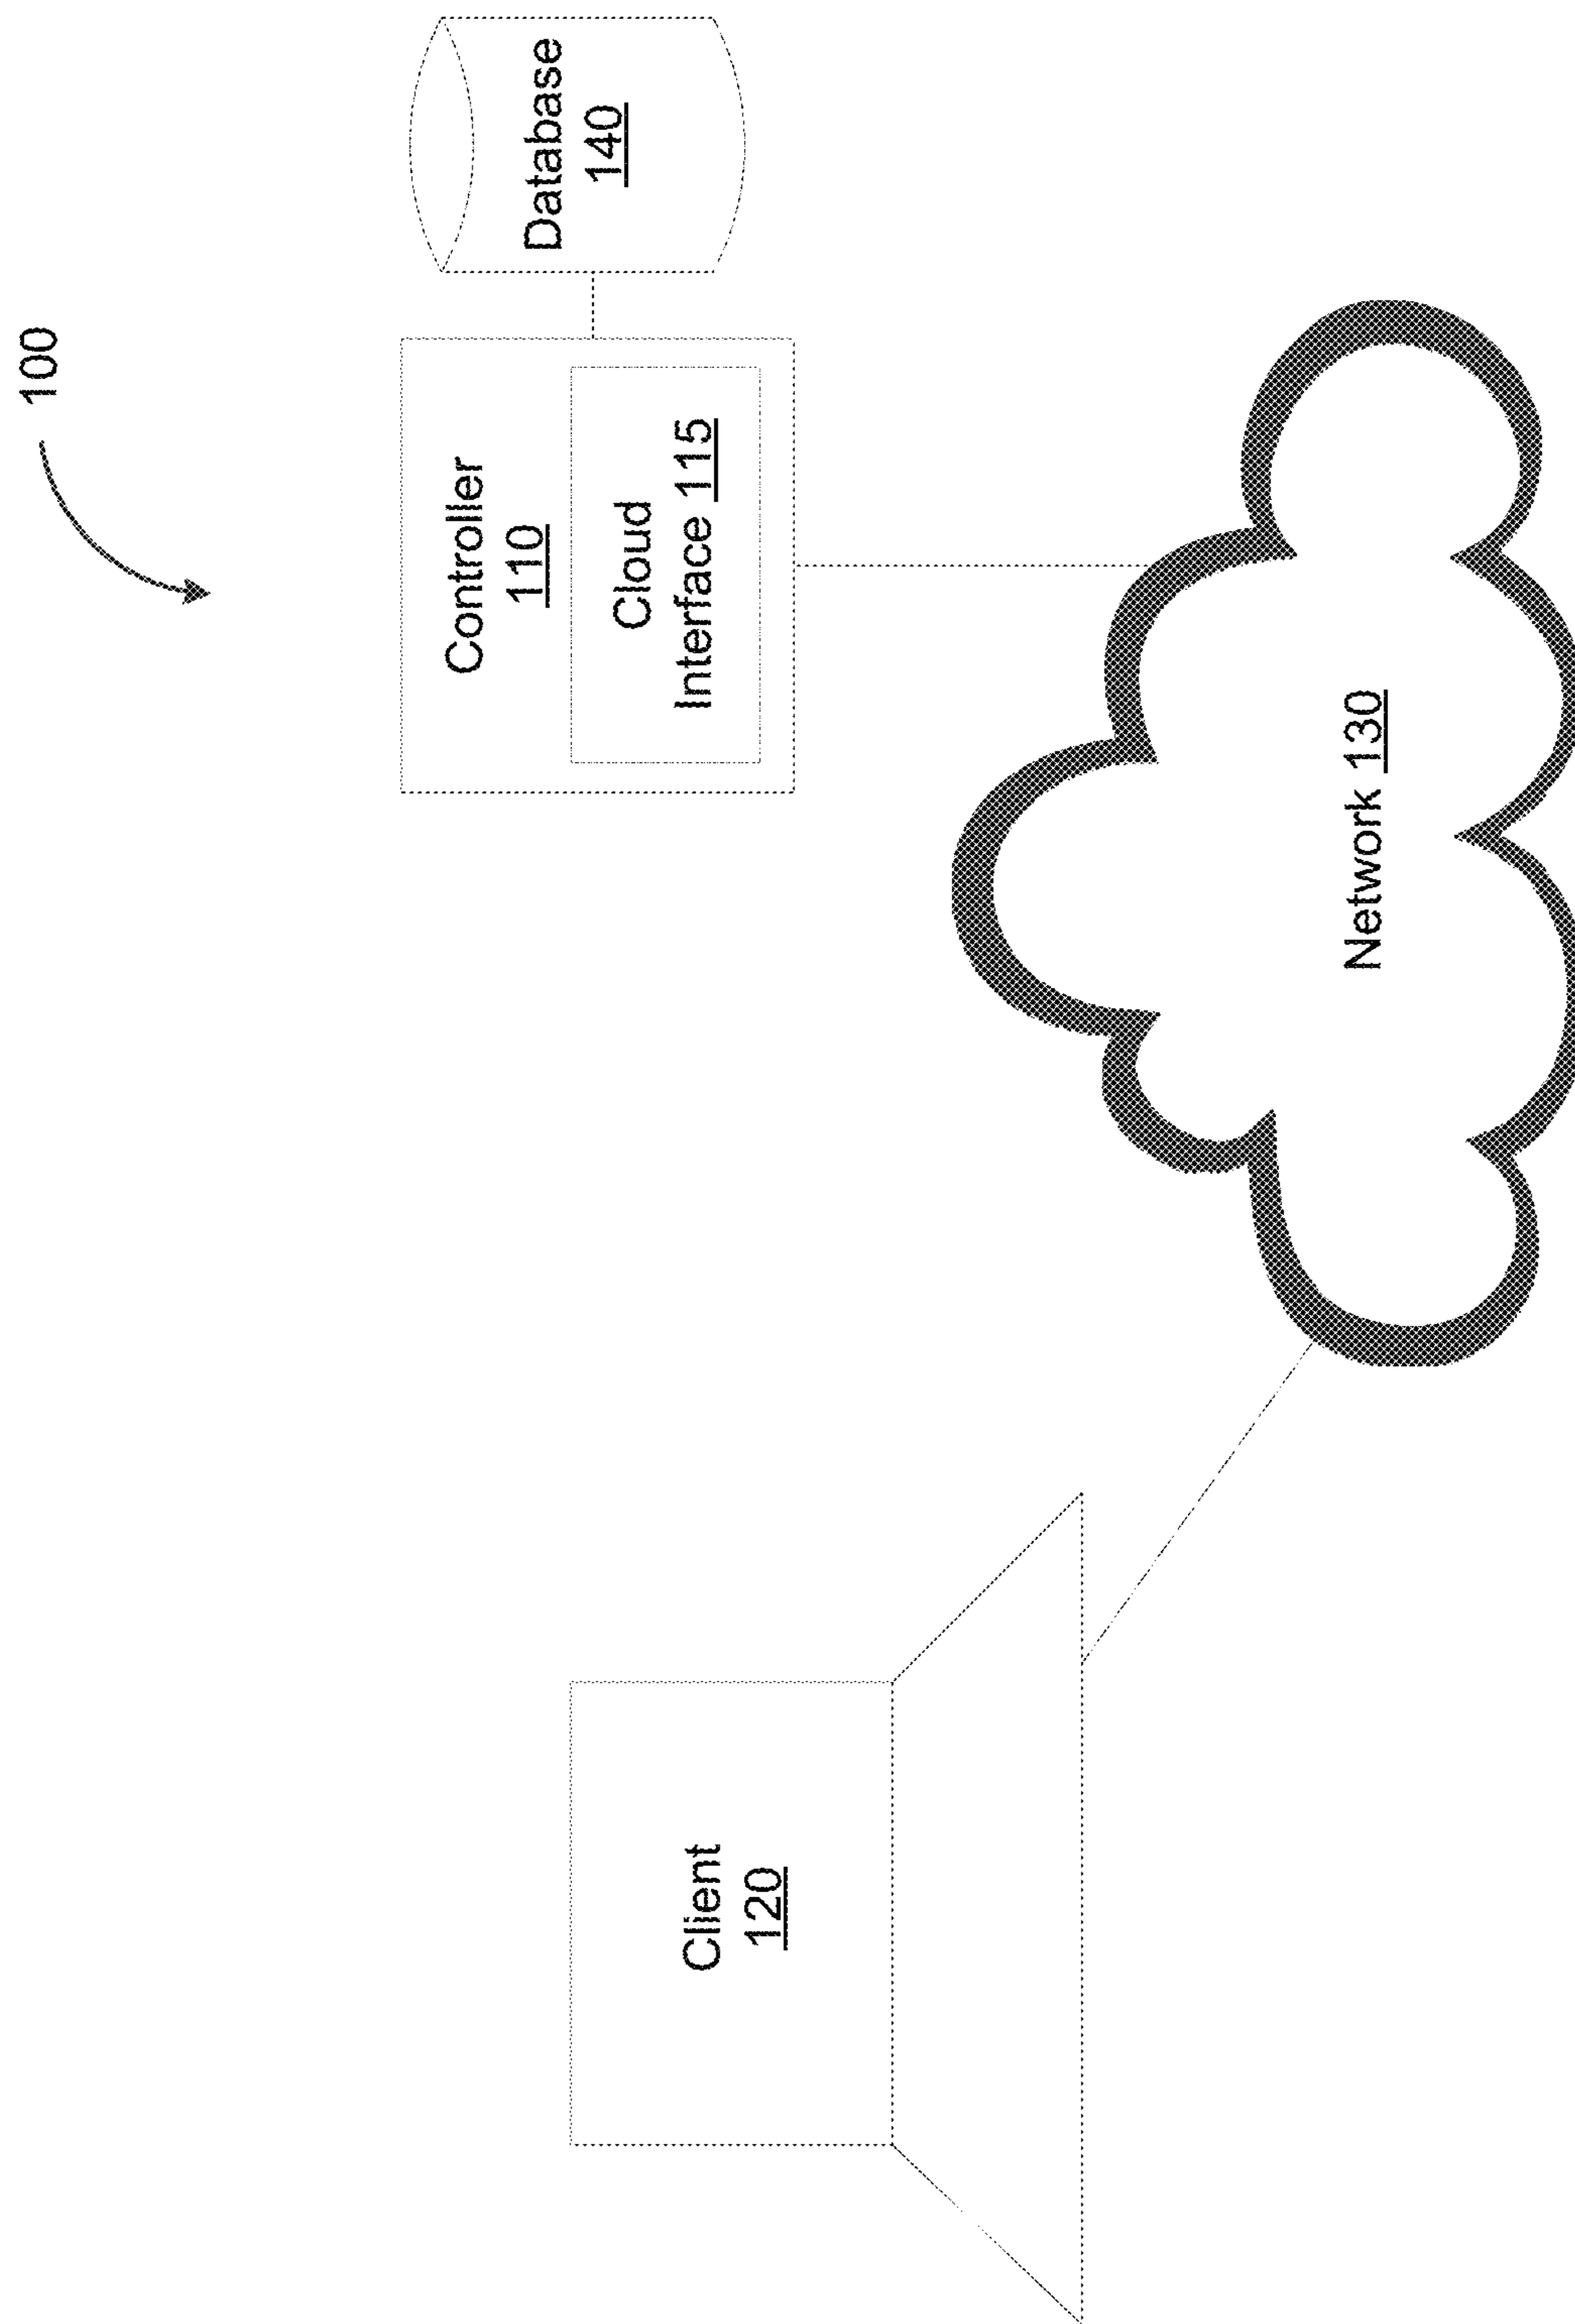 100
Database
140
Controller
110
Cloud
Interface 115
Client
120
Network 130